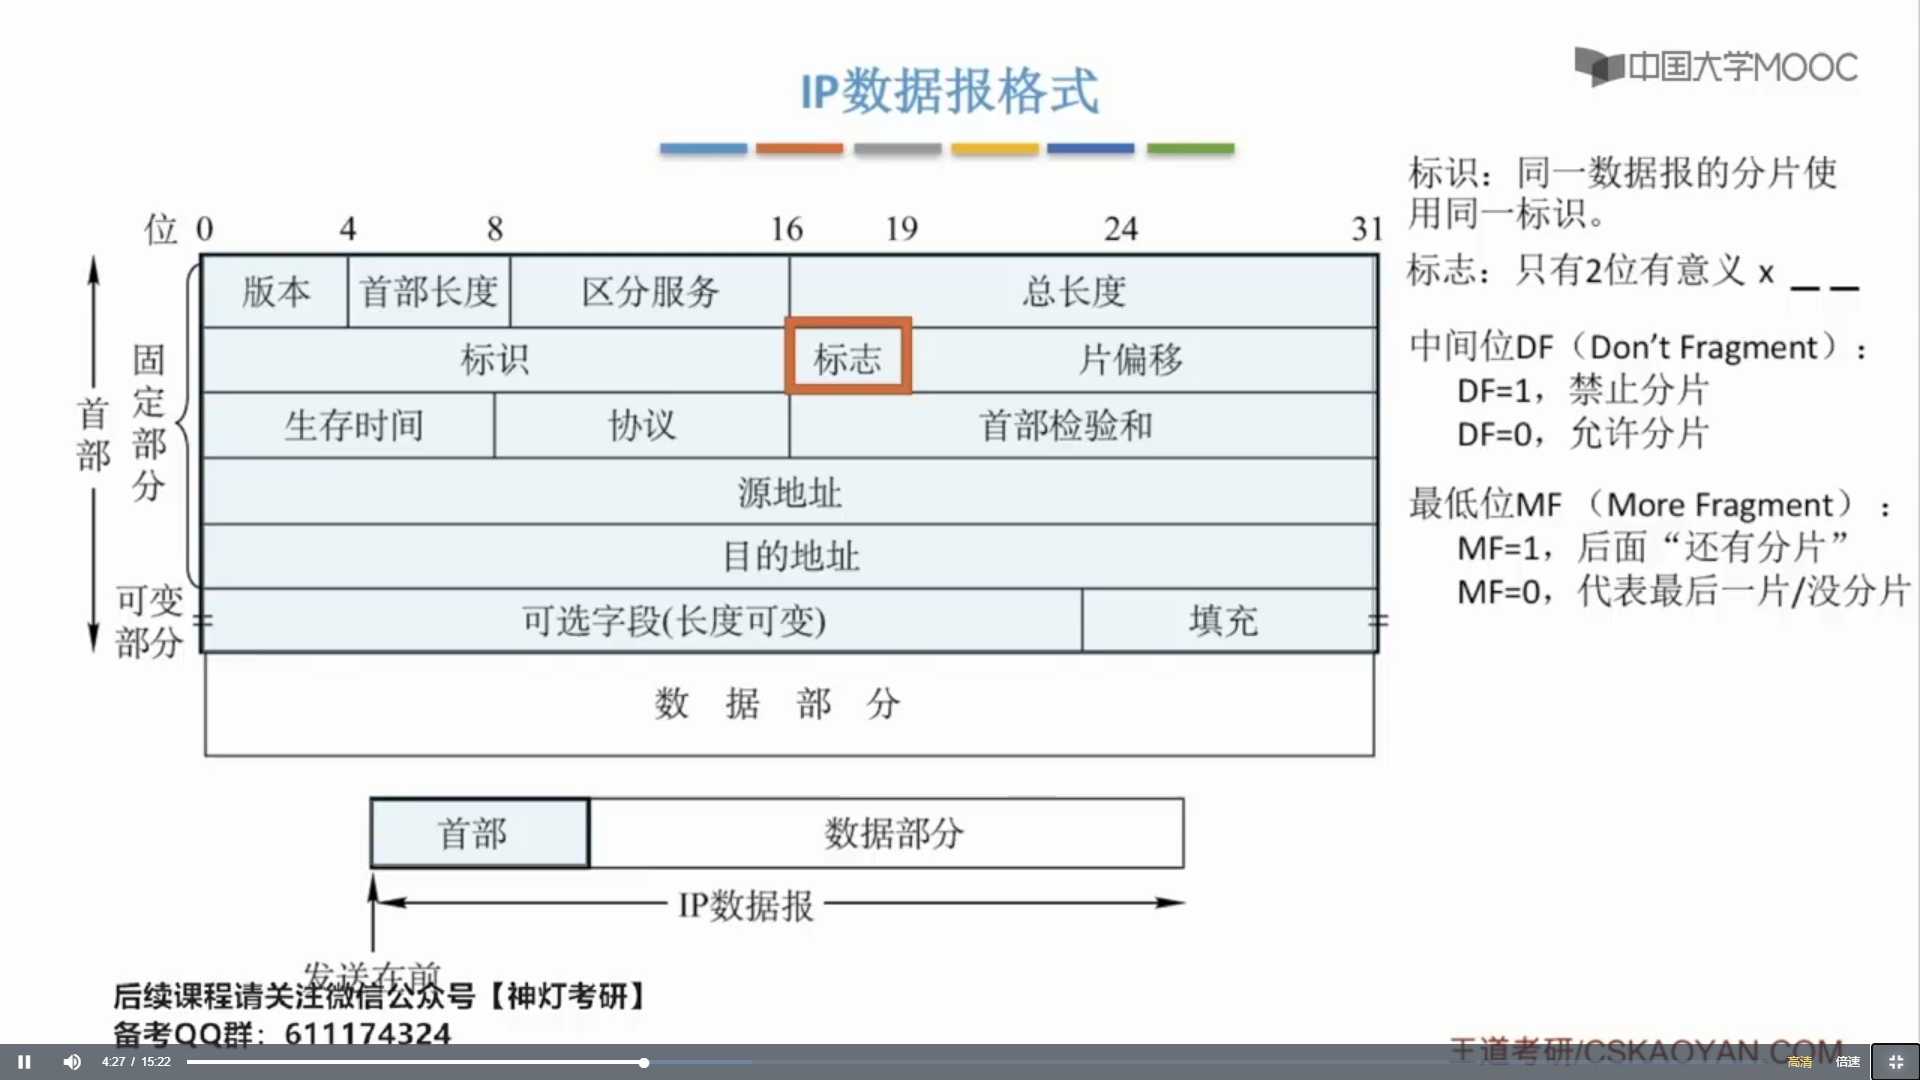 中国大学MOOC
IP数据报格式
位 0 4 8 16 19 24 31
版本 首部长度 区分服务 总长度
标识 标志 片偏移
生存时间 协议 首部检验和
源地址
目的地址
可选字段(长度可变) 填充
数 据 部 分
首部
固定部分
可变
部分
标识：同一数据报的分片使
用同一标识。
标志：只有2位有意义 x _ _
中间位DF（Don’t Fragment）：
DF=1，禁止分片
DF=0，允许分片
最低位MF （More Fragment）：
MF=1，后面“还有分片”
MF=0，代表最后一片/没分片
首部 数据部分
IP数据报
发送在前
后续课程请关注微信公众号【神灯考研】
备考QQ群：611174324
王道考研/CSKAOYAN.COM
4:27 / 15:22
高清 倍速